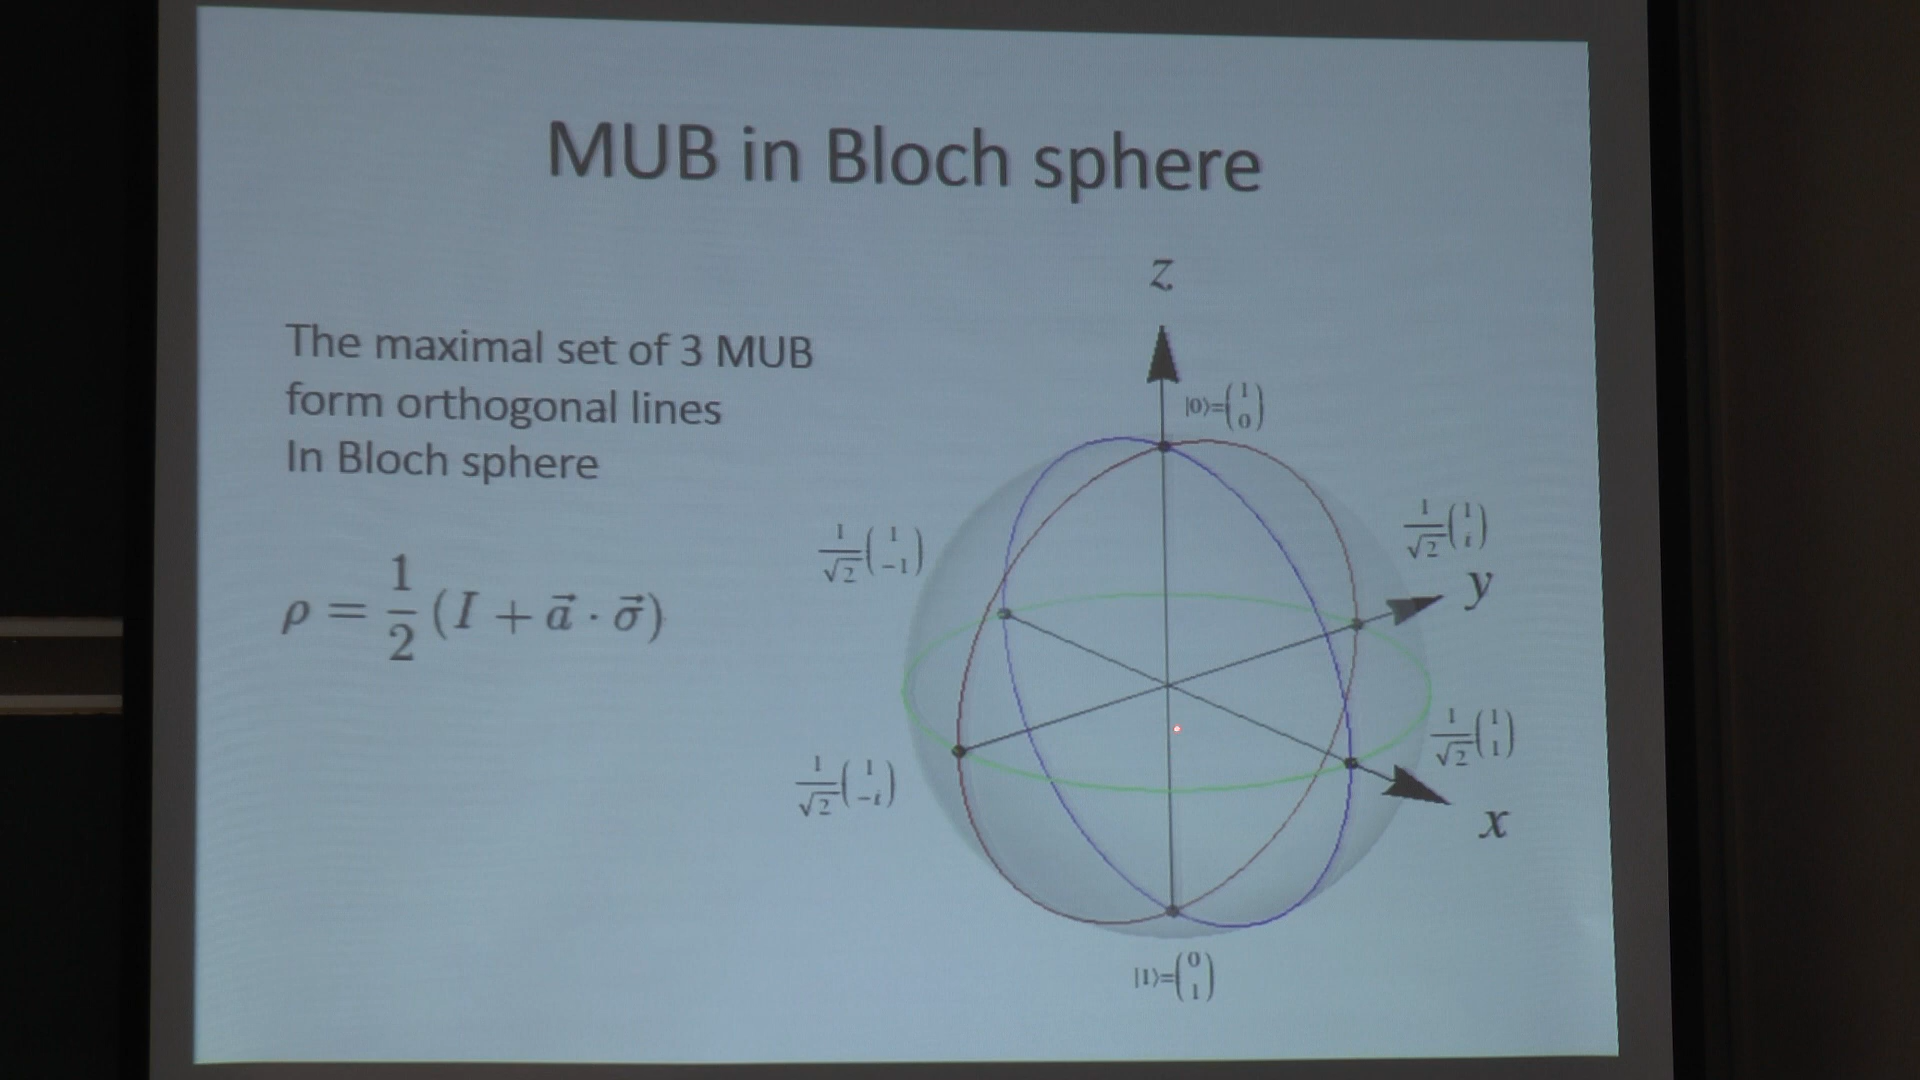 MUB in Bloch sphere
The maximal set of 3 MUB
form orthogonal lines
In Bloch sphere
ρ = 1/2 (I + a⃗ · σ⃗)
z
|0⟩=(1 0)
1/√2 (1 -1)
1/√2 (1 i)
y
1/√2 (1 1)
1/√2 (1 -i)
x
|1⟩=(0 1)